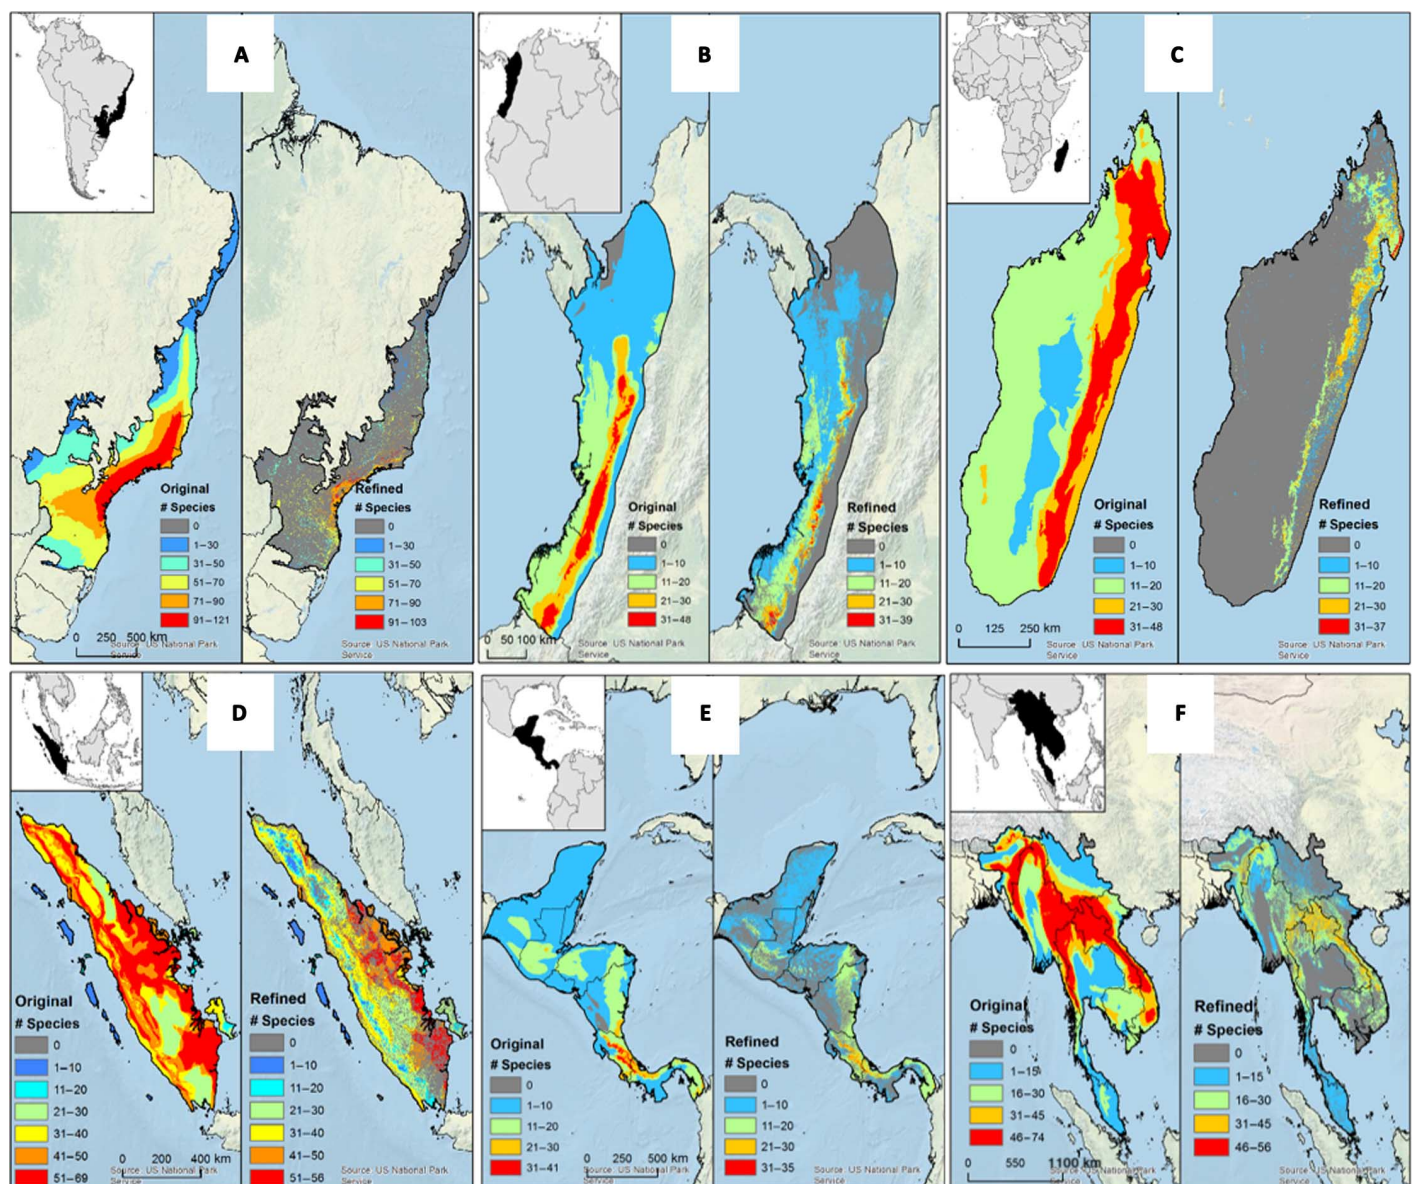 A
Original
# Species
0
1–30
31–50
51–70
71–90
91–121
0 250 500 km
Source: US National Park
Service
Refined
# Species
0
1–30
31–50
51–70
71–90
91–103
Source: US National Park
Service
B
Original
# Species
0
1–10
11–20
21–30
31–48
0 50 100 km
Source: US National Park
Service
Refined
# Species
0
1–10
11–20
21–30
31–39
Source: US National Park
Service
C
Original
# Species
0
1–10
11–20
21–30
31–48
0 125 250 km
Source: US National Park
Service
Refined
# Species
0
1–10
11–20
21–30
31–37
Source: US National Park
Service
D
Original
# Species
0
1–10
11–20
21–30
31–40
41–50
51–69
0 200 400 km
Source: US National Park
Service
Refined
# Species
0
1–10
11–20
21–30
31–40
41–50
51–56
Source: US National Park
Service
E
Original
# Species
0
1–10
11–20
21–30
31–41
0 250 500 km
Source: US National Park
Service
Refined
# Species
0
1–10
11–20
21–30
31–35
Source: US National Park
Service
F
Original
# Species
0
1–15
16–30
31–45
46–74
0 550 1100 km
Source: US National Park
Service
Refined
# Species
0
1–15
16–30
31–45
46–56
Source: US National Park
Service